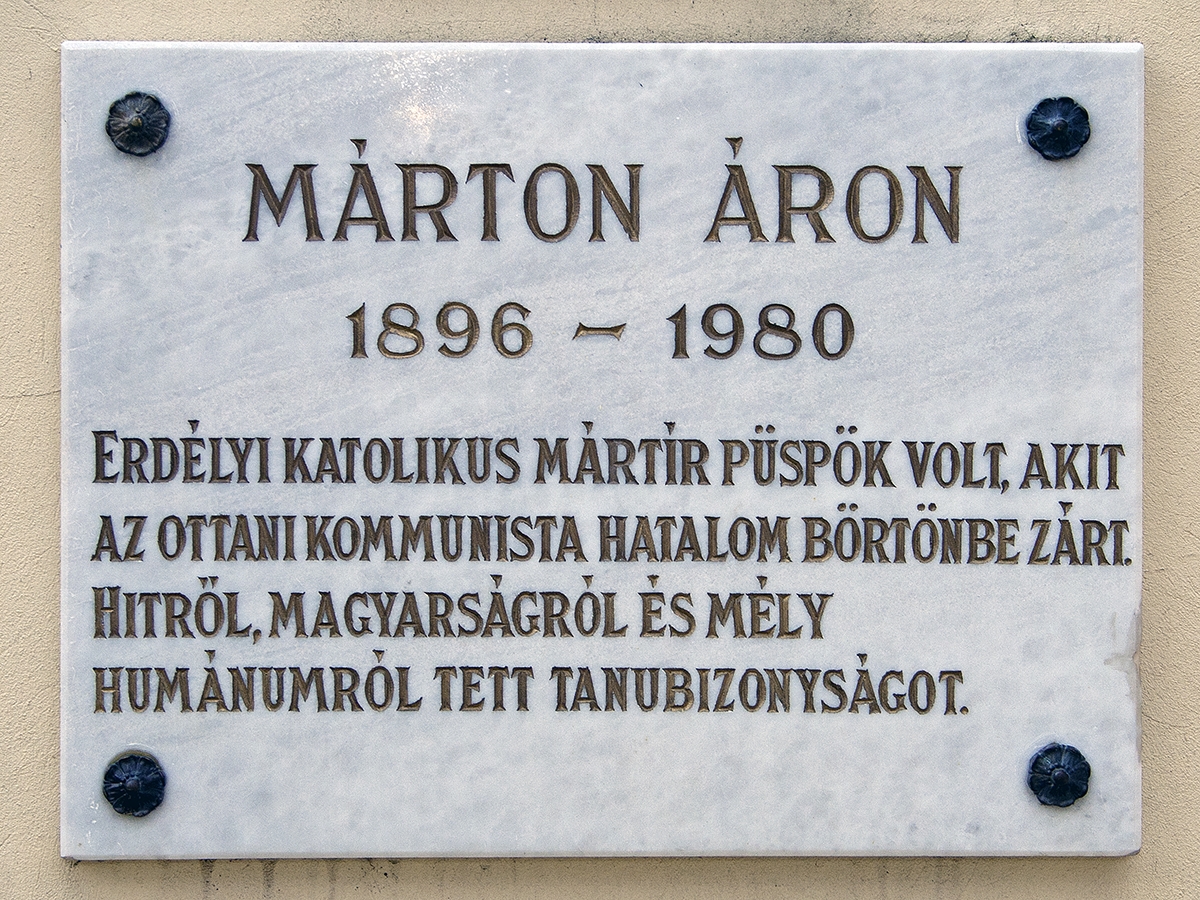 MÁRTON ÁRON
1896 – 1980
ERDÉLYI KATOLIKUS MÁRTÍR PÜSPÖK VOLT, AKIT
AZ OTTANI KOMMUNISTA HATALOM BÖRTÖNBE ZÁRT.
HITRŐL, MAGYARSÁGRÓL ÉS MÉLY
HUMÁNUMRÓL TETT TANUBIZONYSÁGOT.